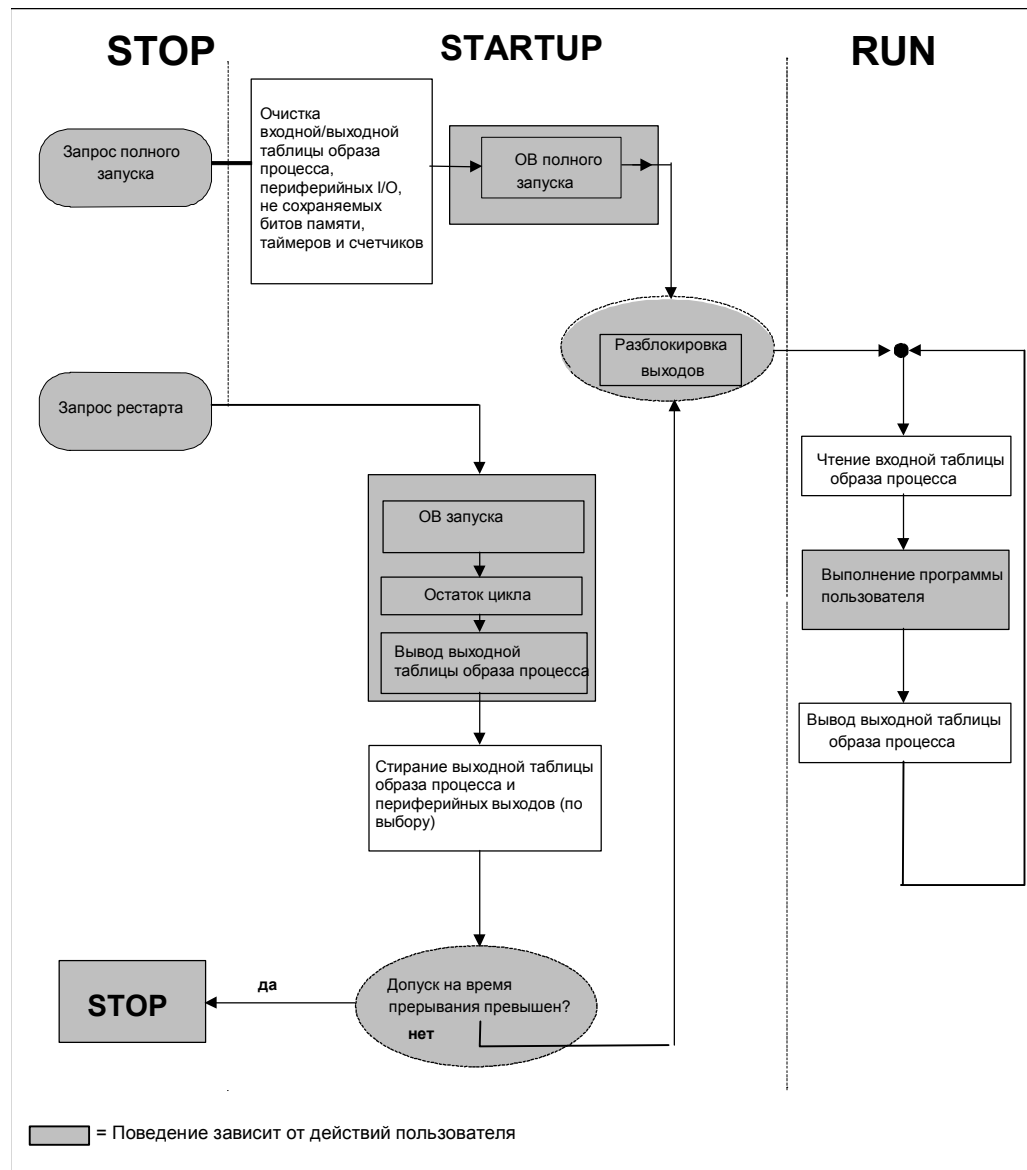 STOP
STARTUP
RUN
Запрос полного
запуска
Очистка
входной/выходной
таблицы образа
процесса,
периферийных I/O,
не сохраняемых
битов памяти,
таймеров и счетчиков
ОВ полного
запуска
Разблокировка
выходов
Запрос рестарта
ОВ запуска
Остаток цикла
Вывод выходной
таблицы образа процесса
Стирание выходной таблицы
образа процесса и
периферийных выходов (по
выбору)
Допуск на время
прерывания превышен?
да
нет
STOP
Чтение входной таблицы
образа процесса
Выполнение программы
пользователя
Вывод выходной таблицы
образа процесса
= Поведение зависит от действий пользователя